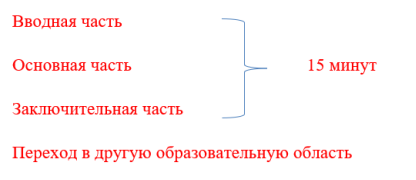 Вводная часть
Основная часть 15 минут
Заключительная часть
Переход в другую образовательную область